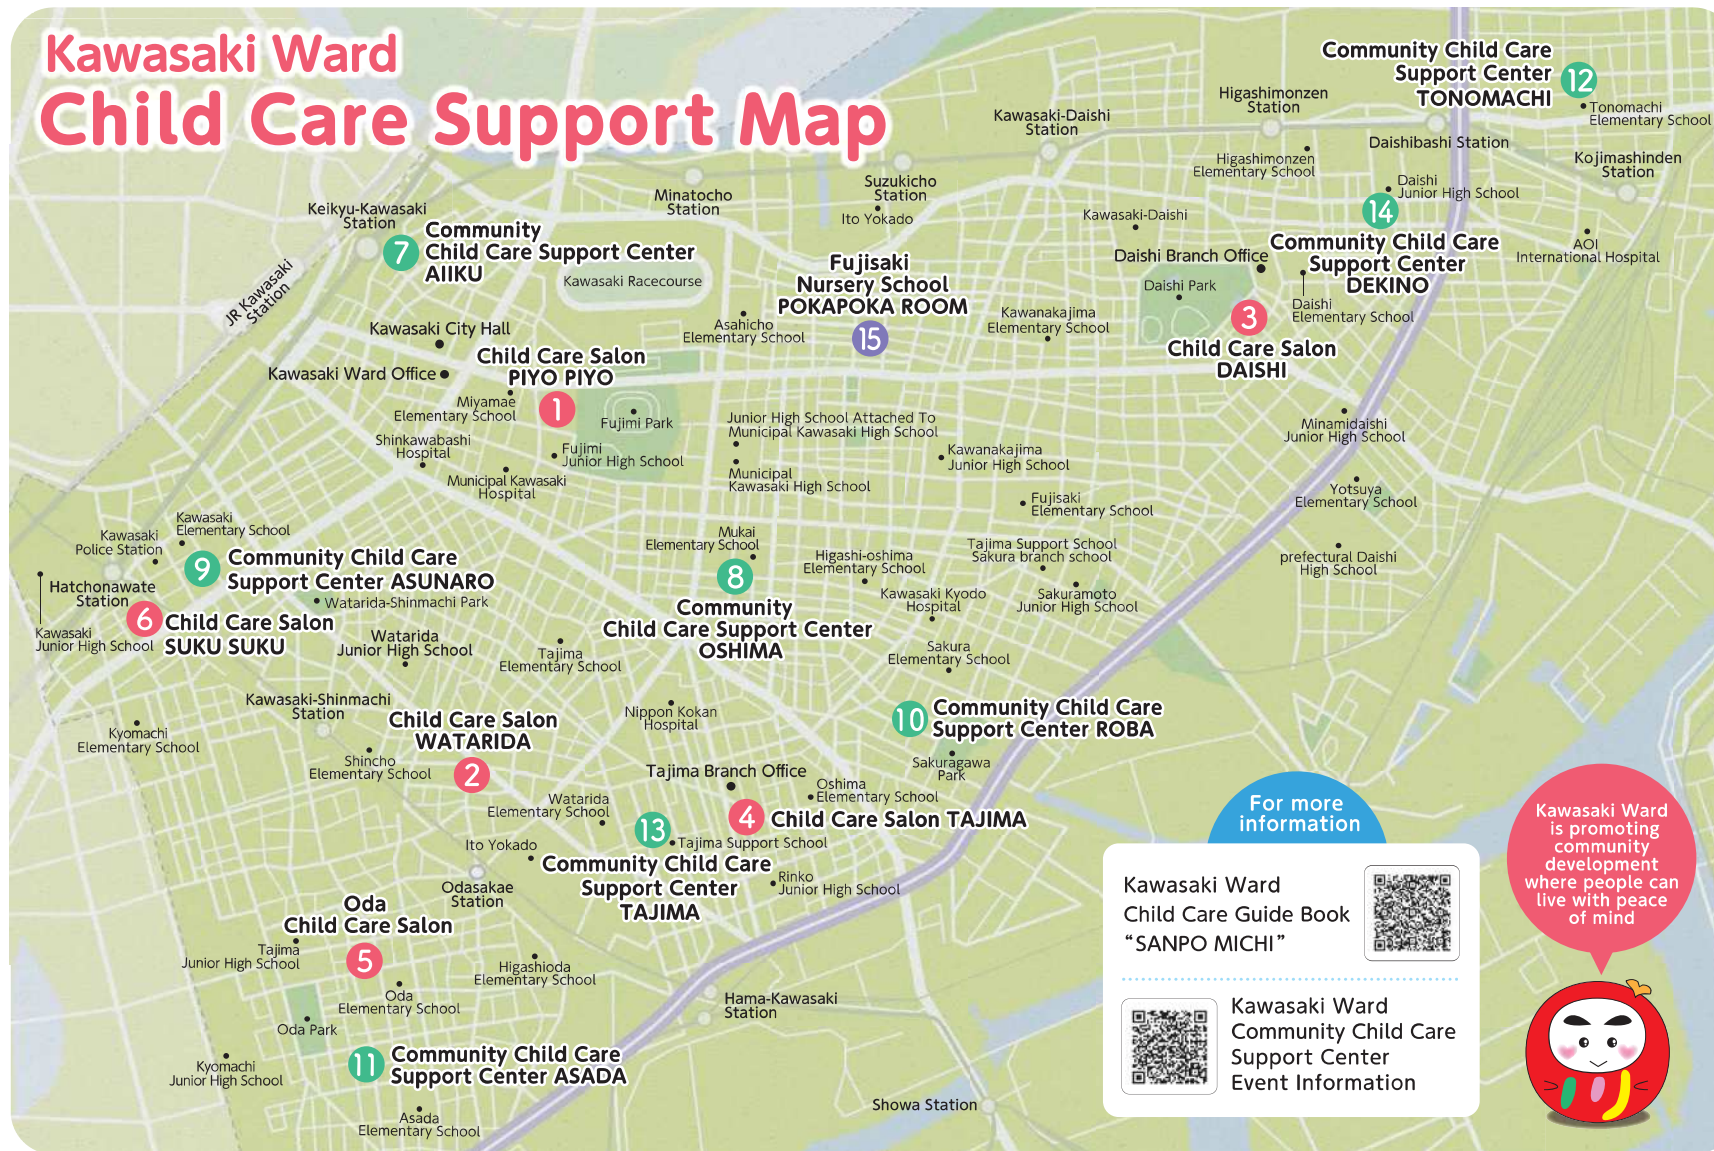 Kawasaki Ward
Child Care Support Map
Community Child Care
Support Center
TONOMACHI
12
Tonomachi
Elementary School
Higashimonzen
Station
Kawasaki-Daishi
Station
Daishibashi Station
Kojimashinden
Station
Higashimonzen
Elementary School
Daishi
Junior High School
14
Community Child Care
Support Center
DEKINO
AOI
International Hospital
Suzukicho
Station
Ito Yokado
Minatocho
Station
Keikyu-Kawasaki
Station
7
Community
Child Care Support Center
AIIKU
JR Kawasaki
Station
Kawasaki Racecourse
Kawasaki-Daishi
Daishi Branch Office
Daishi Park
Daishi
Elementary School
3
Child Care Salon
DAISHI
Fujisaki
Nursery School
POKAPOKA ROOM
15
Kawanakajima
Elementary School
Asahicho
Elementary School
Kawasaki City Hall
Kawasaki Ward Office
Child Care Salon
PIYO PIYO
1
Miyamae
Elementary School
Fujimi Park
Shinkawabashi
Hospital
Fujimi
Junior High School
Municipal Kawasaki
Hospital
Junior High School Attached To
Municipal Kawasaki High School
Municipal
Kawasaki High School
Kawanakajima
Junior High School
Minamidaishi
Junior High School
Yotsuya
Elementary School
Fujisaki
Elementary School
prefectural Daishi
High School
Kawasaki
Elementary School
Kawasaki
Police Station
9
Community Child Care
Support Center ASUNARO
Hatchonawate
Station
Watarida-Shinmachi Park
6
Child Care Salon
SUKU SUKU
Kawasaki
Junior High School
Watarida
Junior High School
Mukai
Elementary School
8
Community
Child Care Support Center
OSHIMA
Higashi-oshima
Elementary School
Tajima Support School
Sakura branch school
Kawasaki Kyodo
Hospital
Sakuramoto
Junior High School
Tajima
Elementary School
Sakura
Elementary School
Kawasaki-Shinmachi
Station
Kyomachi
Elementary School
Child Care Salon
WATARIDA
2
Shincho
Elementary School
Nippon Kokan
Hospital
10
Community Child Care
Support Center ROBA
Sakuragawa
Park
Tajima Branch Office
Oshima
Elementary School
4
Child Care Salon TAJIMA
Watarida
Elementary School
13
Tajima Support School
Community Child Care
Support Center
TAJIMA
Ito Yokado
Rinko
Junior High School
Odasakae
Station
Oda
Child Care Salon
5
Tajima
Junior High School
Higashioda
Elementary School
Oda
Elementary School
Oda Park
Hama-Kawasaki
Station
11
Community Child Care
Support Center ASADA
Kyomachi
Junior High School
Asada
Elementary School
Showa Station
For more
information
Kawasaki Ward
Child Care Guide Book
“SANPO MICHI”
Kawasaki Ward
Community Child Care
Support Center
Event Information
Kawasaki Ward
is promoting
community
development
where people can
live with peace
of mind